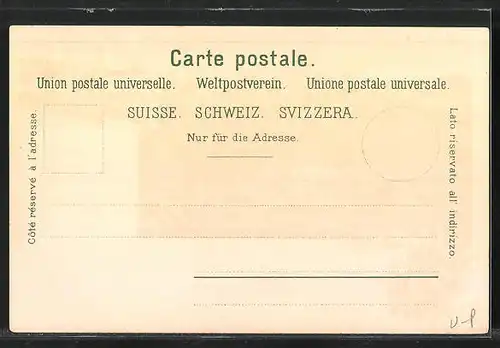 Carte postale.
Union postale universelle. Weltpostverein. Unione postale universale.
SUISSE. SCHWEIZ. SVIZZERA.
Nur für die Adresse.
Côté réservé à l'adresse.
Lato riservato all' indirizzo.